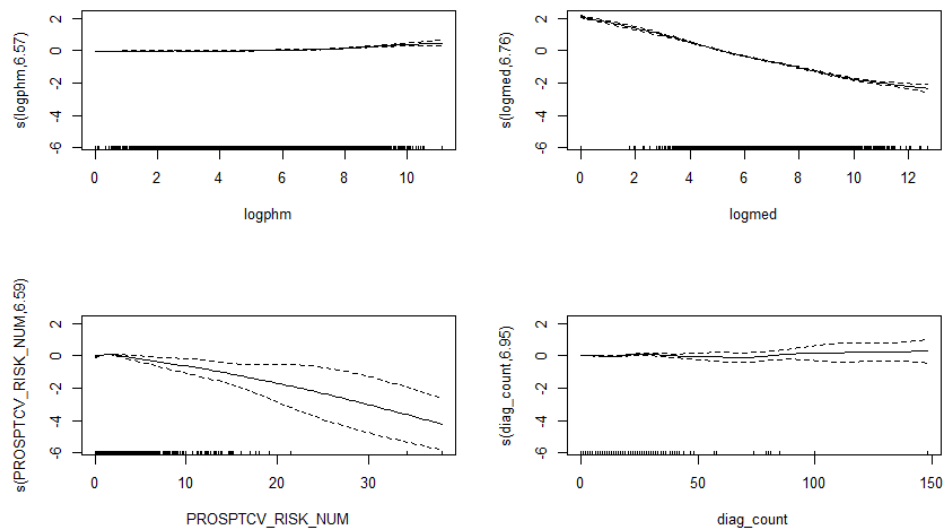 s(logphm,6.57)
2
0
-2
-4
-6
0 2 4 6 8 10
logphm
s(logmed,6.76)
2
0
-2
-4
-6
0 2 4 6 8 10 12
logmed
s(PROSPTCV_RISK_NUM,6.59)
2
0
-2
-4
-6
0 10 20 30
PROSPTCV_RISK_NUM
s(diag_count,6.95)
2
0
-2
-4
-6
0 50 100 150
diag_count